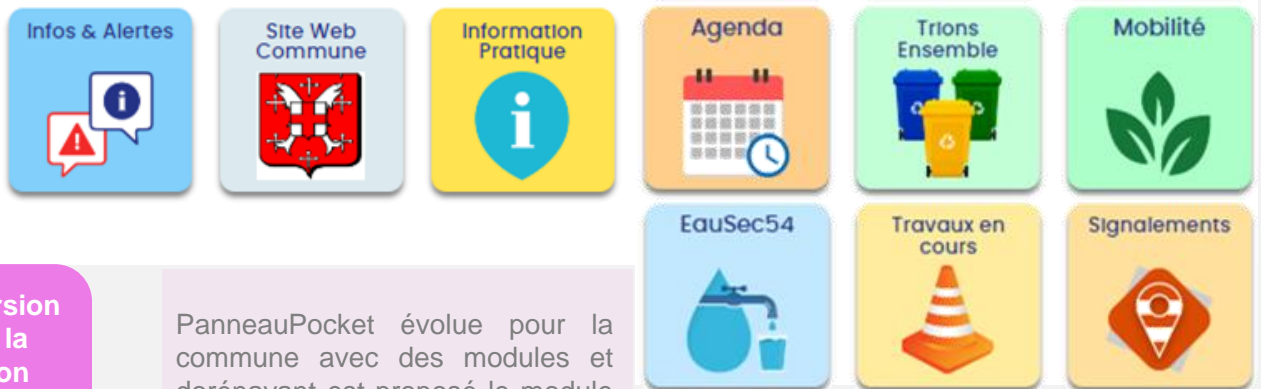 Infos & Alertes
Site Web
Commune
Information
Pratique
Agenda
Trions
Ensemble
Mobilité
EauSec54
Travaux en
cours
Signalements
la
PanneauPocket évolue pour la
commune avec des modules et